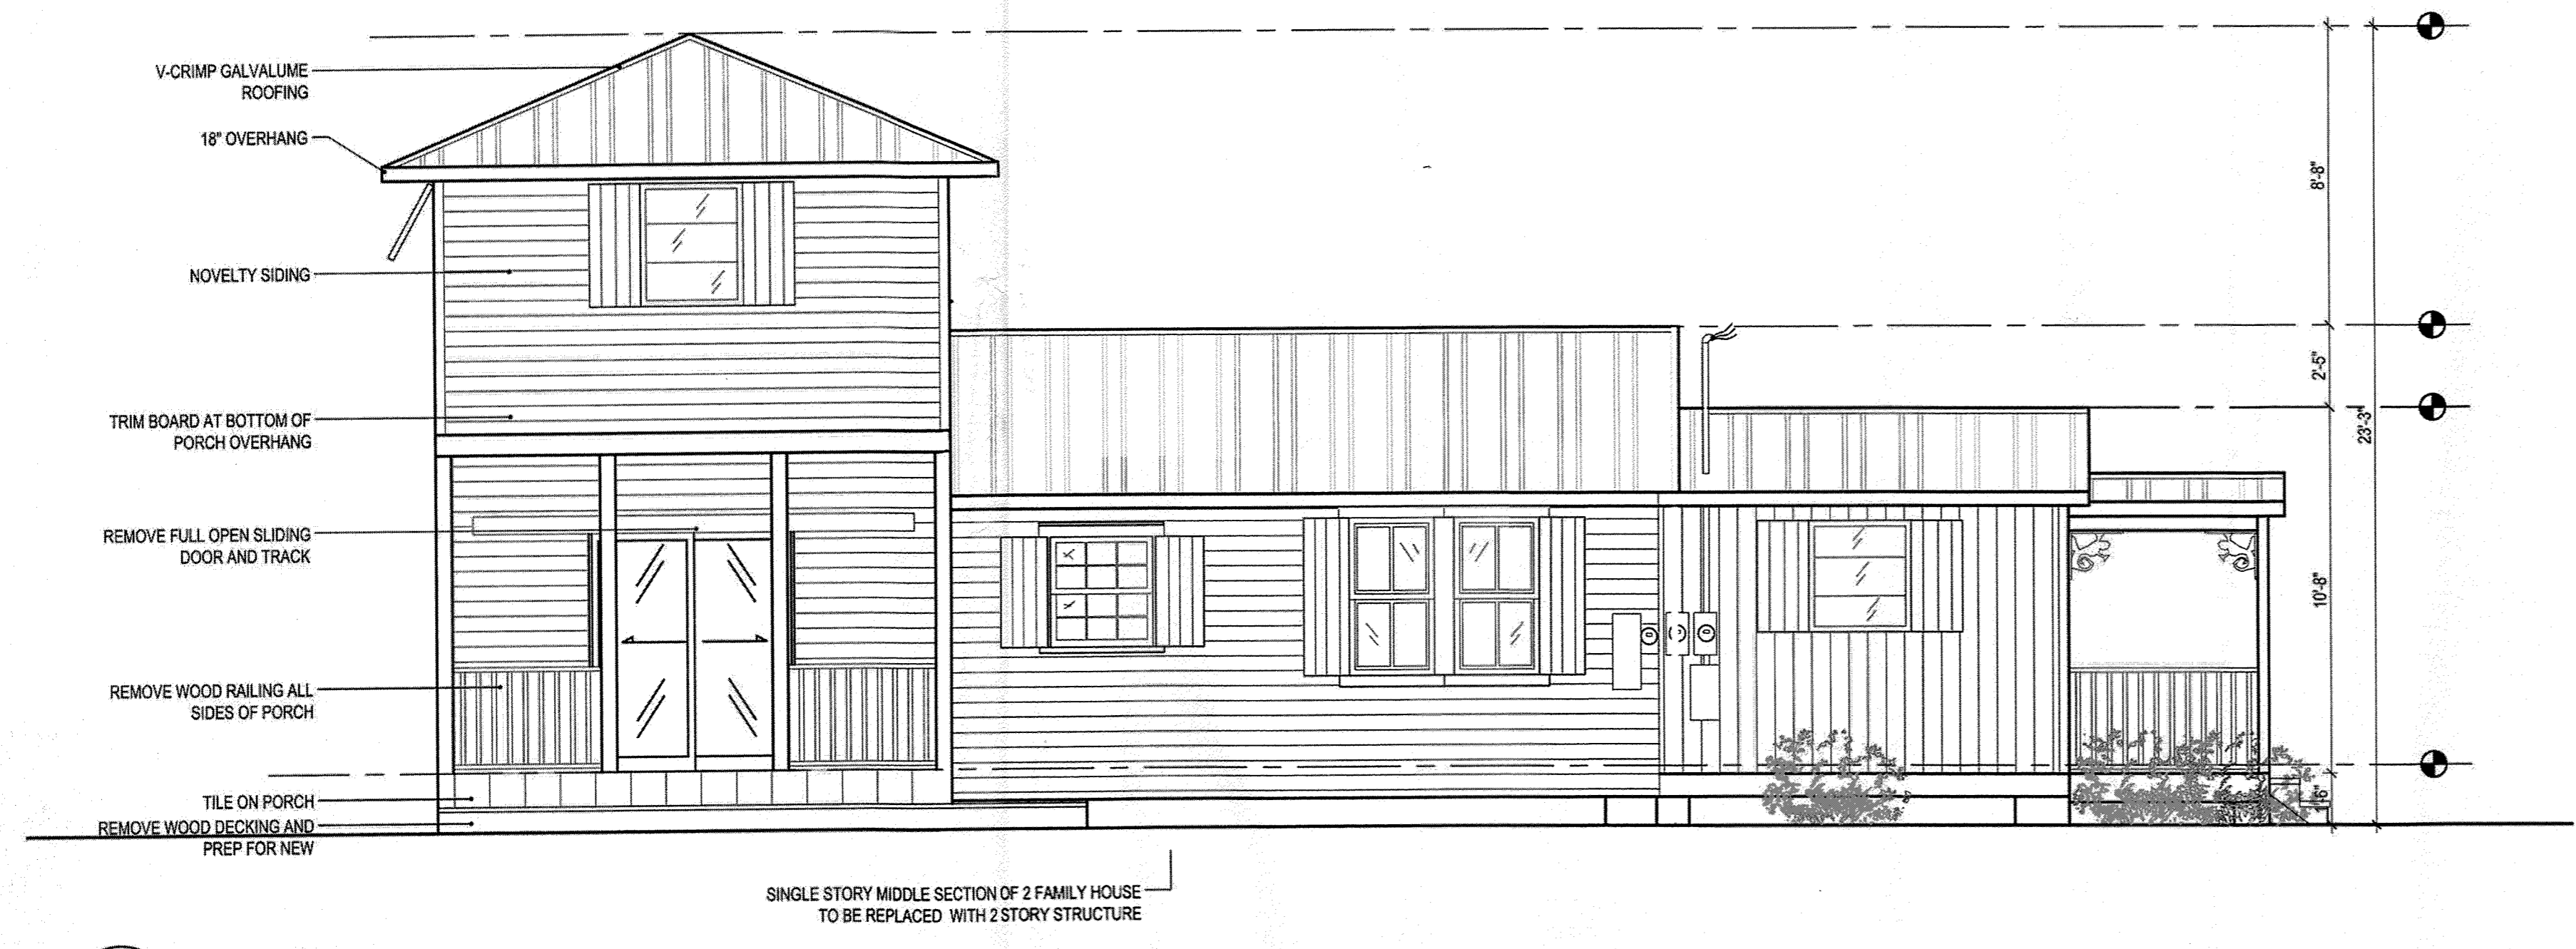 V-CRIMP GALVALUME
ROOFING
18" OVERHANG
NOVELTY SIDING
TRIM BOARD AT BOTTOM OF
PORCH OVERHANG
REMOVE FULL OPEN SLIDING
DOOR AND TRACK
REMOVE WOOD RAILING ALL
SIDES OF PORCH
TILE ON PORCH
REMOVE WOOD DECKING AND
PREP FOR NEW
SINGLE STORY MIDDLE SECTION OF 2 FAMILY HOUSE
TO BE REPLACED WITH 2 STORY STRUCTURE
8'-8"
2'-5"
23'-3"
10'-8"
1'-6"